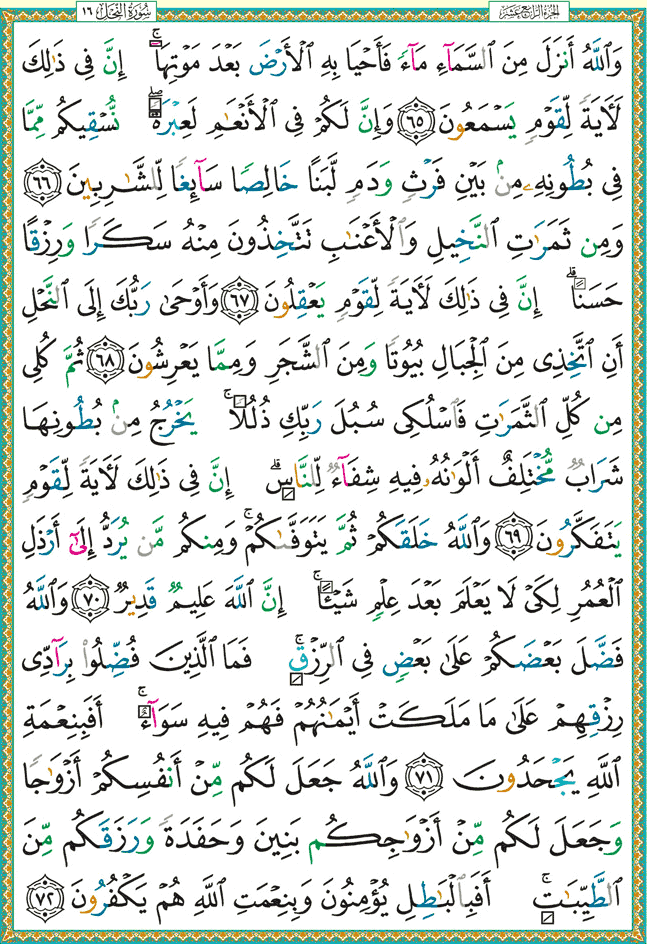 الجزء الرابع عشر
سورة النحل ١٦
وَٱللَّهُ أَنزَلَ مِنَ ٱلسَّمَآءِ مَآءً فَأَحْيَا بِهِ ٱلْأَرْضَ بَعْدَ مَوْتِهَآ ۚ إِنَّ فِى ذَٰلِكَ
لَأَيَةً لِّقَوْمٍ يَسْمَعُونَ ٦٥ وَإِنَّ لَكُمْ فِى ٱلْأَنْعَٰمِ لَعِبْرَةً ۖ نُّسْقِيكُم مِّمَّا
فِى بُطُونِهِۦ مِنۢ بَيْنِ فَرْثٍ وَدَمٍ لَّبَنًا خَالِصًا سَآئِغًا لِّلشَّٰرِبِينَ ٦٦
وَمِن ثَمَرَٰتِ ٱلنَّخِيلِ وَٱلْأَعْنَٰبِ تَتَّخِذُونَ مِنْهُ سَكَرًا وَرِزْقًا
حَسَنًا ۗ إِنَّ فِى ذَٰلِكَ لَأَيَةً لِّقَوْمٍ يَعْقِلُونَ ٦٧ وَأَوْحَىٰ رَبُّكَ إِلَى ٱلنَّحْلِ
أَنِ ٱتَّخِذِى مِنَ ٱلْجِبَالِ بُيُوتًا وَمِنَ ٱلشَّجَرِ وَمِمَّا يَعْرِشُونَ ٦٨ ثُمَّ كُلِى
مِن كُلِّ ٱلثَّمَرَٰتِ فَٱسْلُكِى سُبُلَ رَبِّكِ ذُلُلًا ۚ يَخْرُجُ مِنۢ بُطُونِهَا
شَرَابٌ مُّخْتَلِفٌ أَلْوَٰنُهُۥ فِيهِ شِفَآءٌ لِّلنَّاسِ ۗ إِنَّ فِى ذَٰلِكَ لَأَيَةً لِّقَوْمٍ
يَتَفَكَّرُونَ ٦٩ وَٱللَّهُ خَلَقَكُمْ ثُمَّ يَتَوَفَّىٰكُمْ ۚ وَمِنكُم مَّن يُرَدُّ إِلَىٰٓ أَرْذَلِ
ٱلْعُمُرِ لِكَىْ لَا يَعْلَمَ بَعْدَ عِلْمٍ شَيْـًٔا ۚ إِنَّ ٱللَّهَ عَلِيمٌ قَدِيرٌ ٧٠ وَٱللَّهُ
فَضَّلَ بَعْضَكُمْ عَلَىٰ بَعْضٍ فِى ٱلرِّزْقِ ۚ فَمَا ٱلَّذِينَ فُضِّلُوا۟ بِرَآدِّى
رِزْقِهِمْ عَلَىٰ مَا مَلَكَتْ أَيْمَٰنُهُمْ فَهُمْ فِيهِ سَوَآءٌ ۚ أَفَبِنِعْمَةِ
ٱللَّهِ يَجْحَدُونَ ٧١ وَٱللَّهُ جَعَلَ لَكُم مِّنْ أَنفُسِكُمْ أَزْوَٰجًا
وَجَعَلَ لَكُم مِّنْ أَزْوَٰجِكُم بَنِينَ وَحَفَدَةً وَرَزَقَكُم مِّنَ
ٱلطَّيِّبَٰتِ ۚ أَفَبِٱلْبَٰطِلِ يُؤْمِنُونَ وَبِنِعْمَتِ ٱللَّهِ هُمْ يَكْفُرُونَ ٧٢